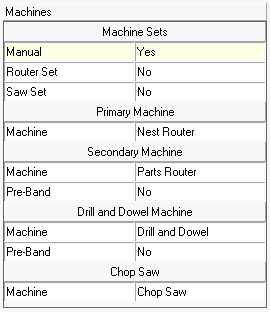 Machines
Machine Sets
Manual Yes
Router Set No
Saw Set No
Primary Machine
Machine Nest Router
Secondary Machine
Machine Parts Router
Pre-Band No
Drill and Dowel Machine
Machine Drill and Dowel
Pre-Band No
Chop Saw
Machine Chop Saw